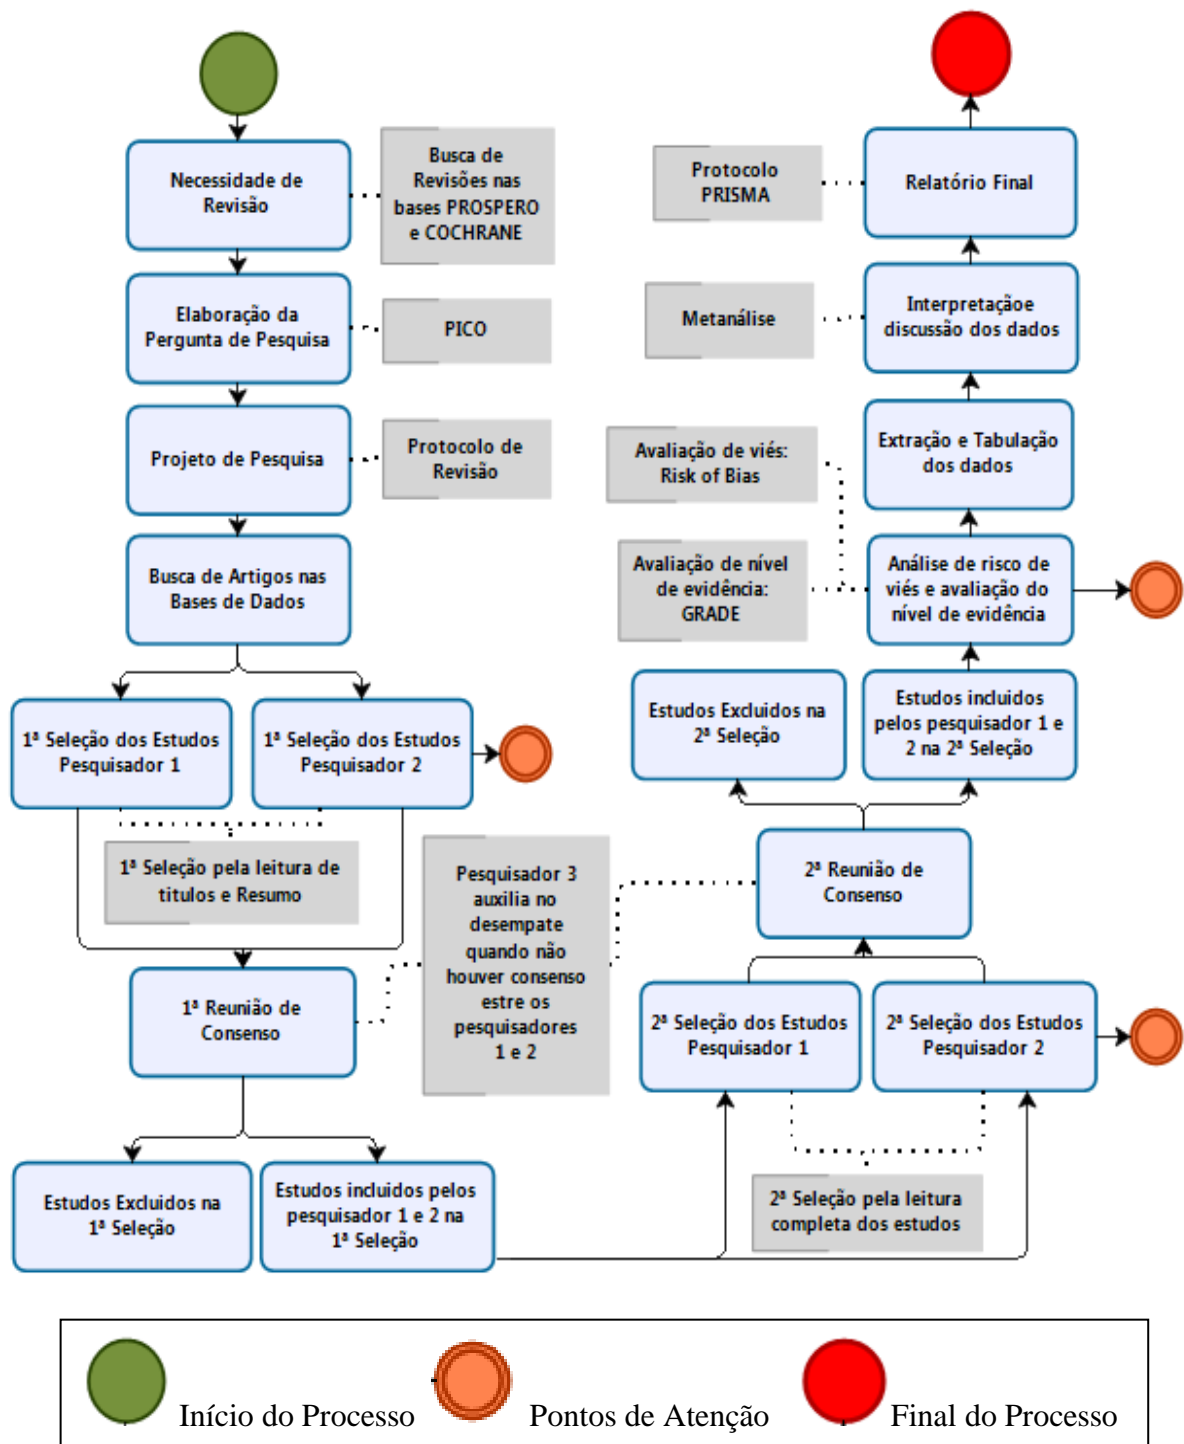 Necessidade de
Revisão
Busca de
Revisões nas
bases PROSPERO
e COCHRANE
Elaboração da
Pergunta de Pesquisa
PICO
Projeto de Pesquisa
Protocolo de
Revisão
Busca de Artigos nas
Bases de Dados
1ª Seleção dos Estudos
Pesquisador 1
1ª Seleção dos Estudos
Pesquisador 2
1ª Seleção pela leitura de
titulos e Resumo
Pesquisador 3
auxilia no
desempate
quando não
houver consenso
estre os
pesquisadores
1 e 2
1ª Reunião de
Consenso
Estudos Excluidos na
1ª Seleção
Estudos incluidos pelos
pesquisador 1 e 2 na
1ª Seleção
Protocolo
PRISMA
Relatório Final
Metanálise
Interpretaçãoe
discussão dos dados
Extração e Tabulação
dos dados
Avaliação de viés:
Risk of Bias
Avaliação de nível
de evidência:
GRADE
Análise de risco de
viés e avaliação do
nível de evidência
Estudos Excluidos na
2ª Seleção
Estudos incluidos
pelos pesquisador 1 e
2 na 2ª Seleção
2ª Reunião de
Consenso
2ª Seleção dos Estudos
Pesquisador 1
2ª Seleção dos Estudos
Pesquisador 2
2ª Seleção pela leitura
completa dos estudos
Início do Processo
Pontos de Atenção
Final do Processo